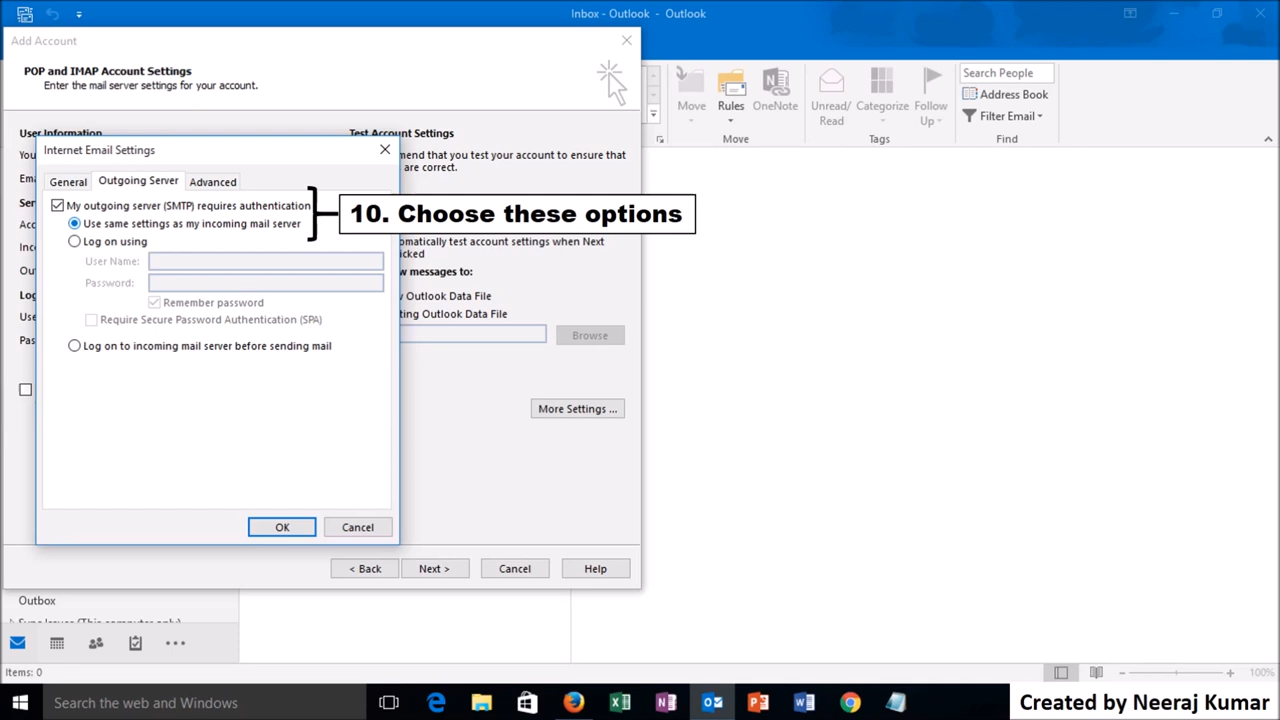 Inbox - Outlook - Outlook
Add Account
POP and IMAP Account Settings
Enter the mail server settings for your account.
Search People
Address Book
Filter Email
Move
Rules
OneNote
Unread/
Read
Categorize
Follow
Up
Move
Tags
Find
User Information
Test Account Settings
Internet Email Settings
mend that you test your account to ensure that
are correct.
General
Outgoing Server
Advanced
My outgoing server (SMTP) requires authentication
Use same settings as my incoming mail server
10. Choose these options
Log on using
omatically test account settings when Next
icked
User Name:
w messages to:
Password:
Outlook Data File
Remember password
ting Outlook Data File
Require Secure Password Authentication (SPA)
Browse
Log on to incoming mail server before sending mail
More Settings ...
OK
Cancel
< Back
Next >
Cancel
Help
Outbox
Items: 0
100%
Search the web and Windows
Created by Neeraj Kumar